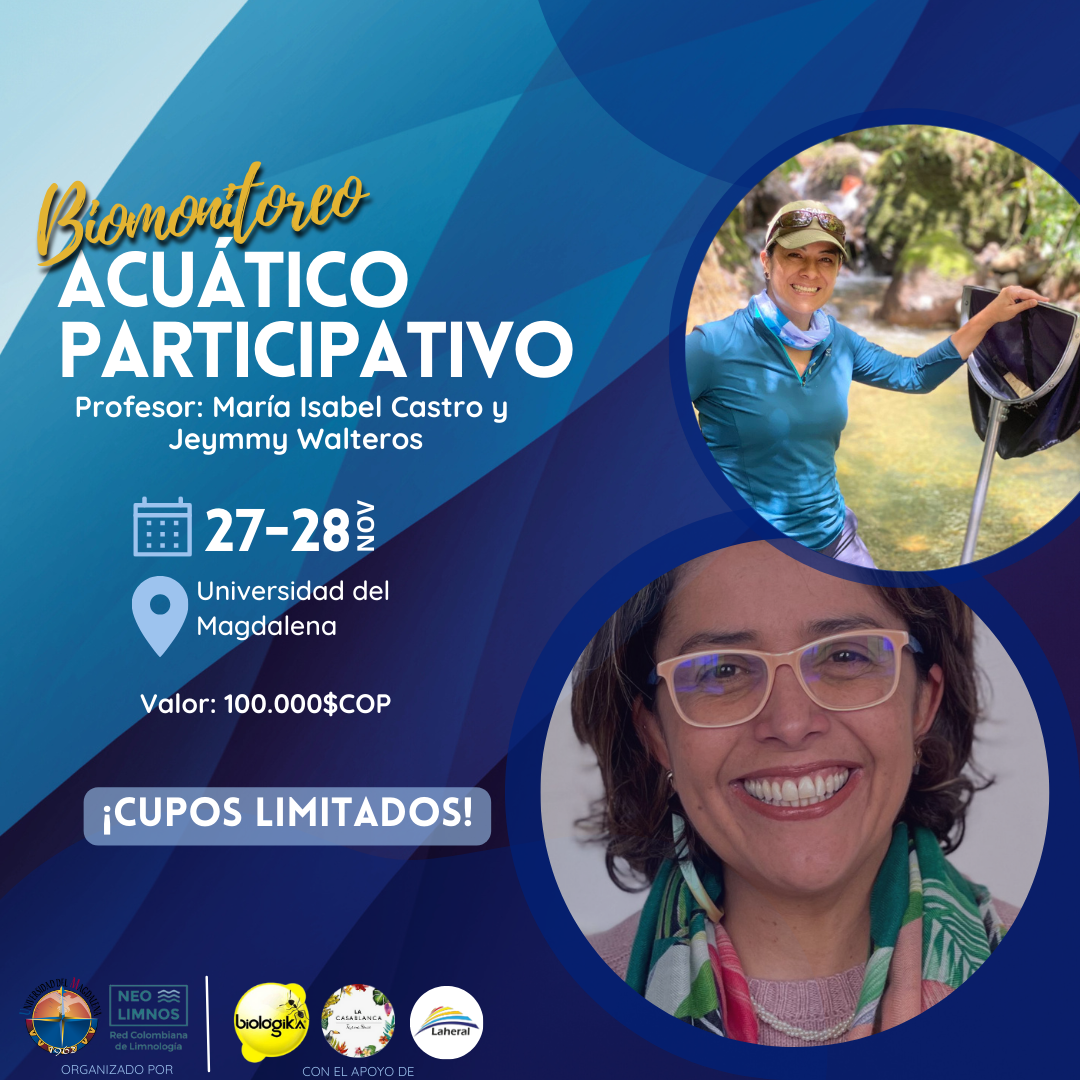 Biomonitoreo
ACUÁTICO
PARTICIPATIVO
Profesor: María Isabel Castro y
Jeymmy Walteros
27-28 NOV
Universidad del
Magdalena
Valor: 100.000$COP
¡CUPOS LIMITADOS!
1962
NEO
LIMNOS
Red Colombiana
de Limnología
ORGANIZADO POR
biologika
LA
CASABLANCA
Laheral
CON EL APOYO DE